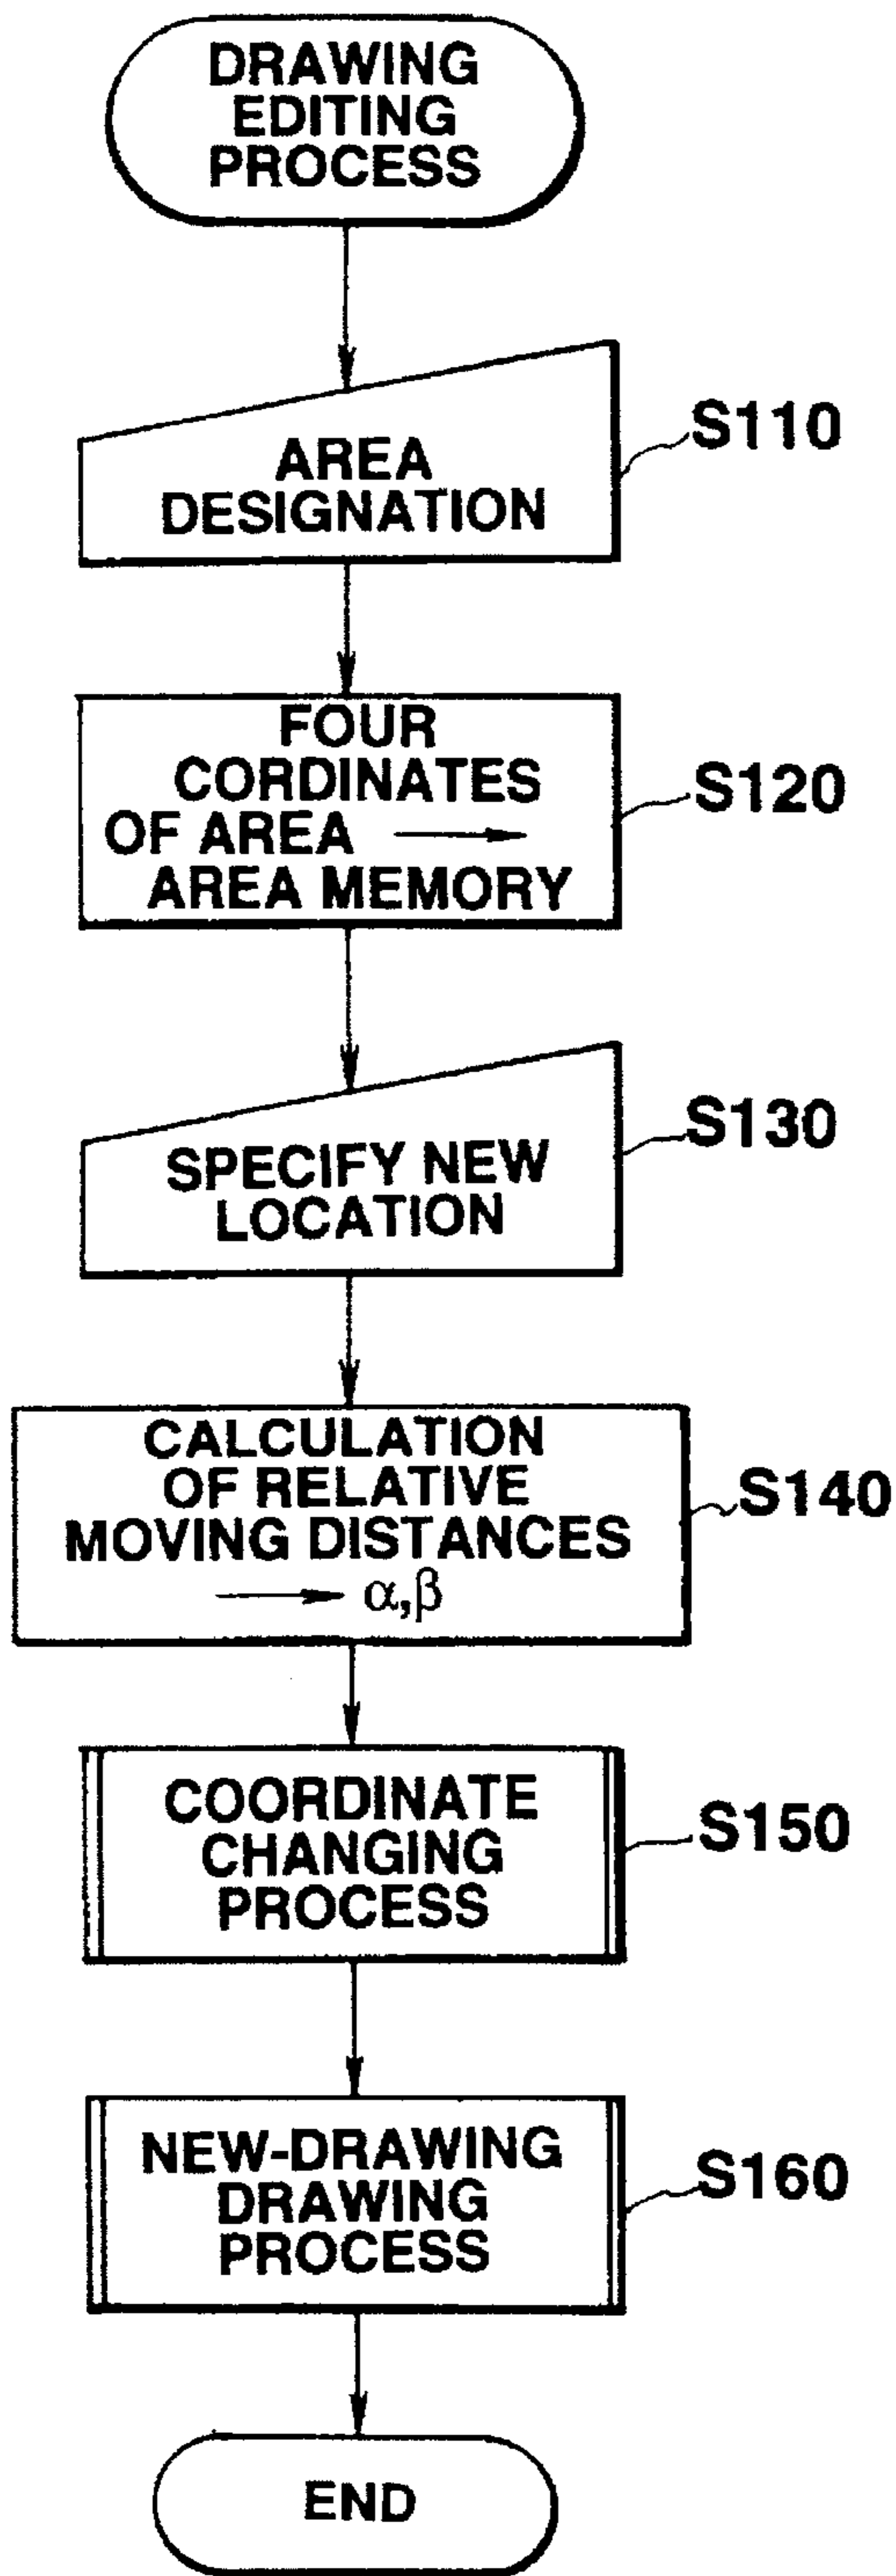 DRAWING
EDITING
PROCESS
AREA
DESIGNATION
S110
FOUR
CORDINATES
OF AREA →
AREA MEMORY
S120
SPECIFY NEW
LOCATION
S130
CALCULATION
OF RELATIVE
MOVING DISTANCES
→ α,β
S140
COORDINATE
CHANGING
PROCESS
S150
NEW-DRAWING
DRAWING
PROCESS
S160
END